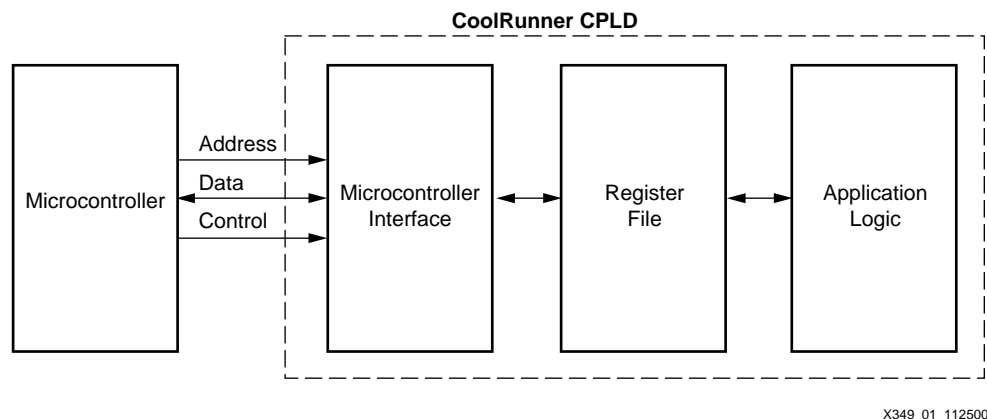 CoolRunner CPLD
Microcontroller
Address
Data
Control
Microcontroller
Interface
Register
File
Application
Logic
X349_01_112500